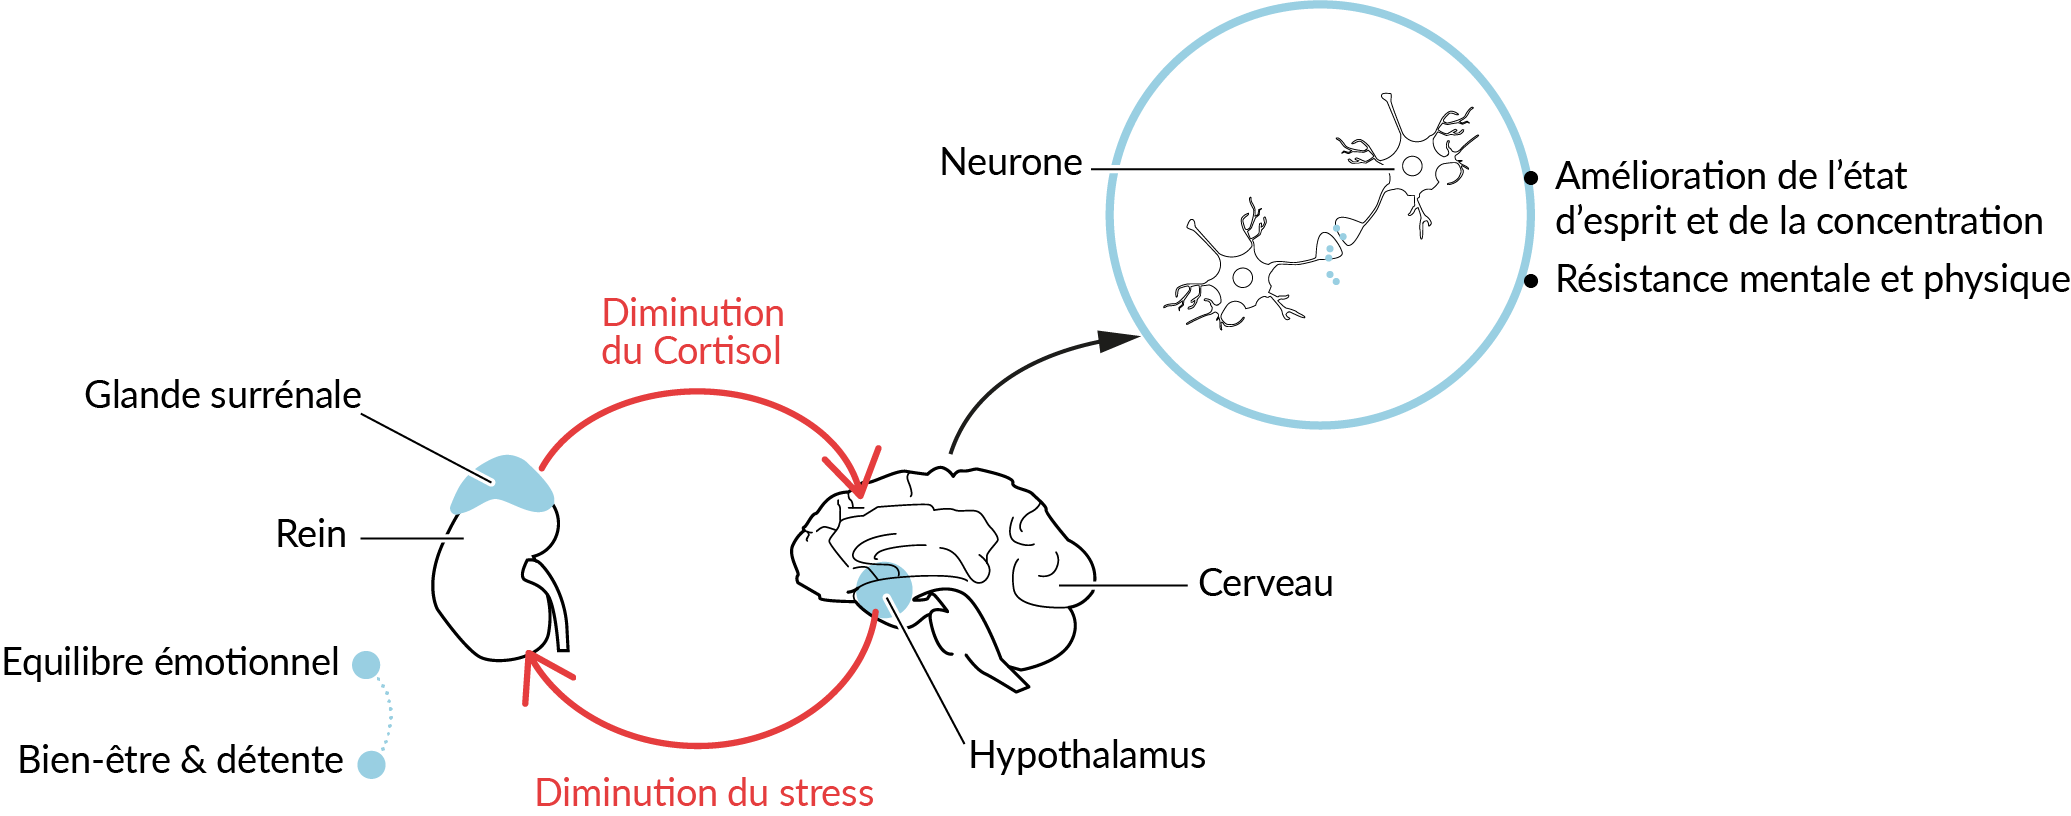 Neurone
• Amélioration de l’état
d’esprit et de la concentration
• Résistance mentale et physique
Diminution
du Cortisol
Glande surrénale
Rein
Cerveau
Equilibre émotionnel
Bien-être & détente
Hypothalamus
Diminution du stress